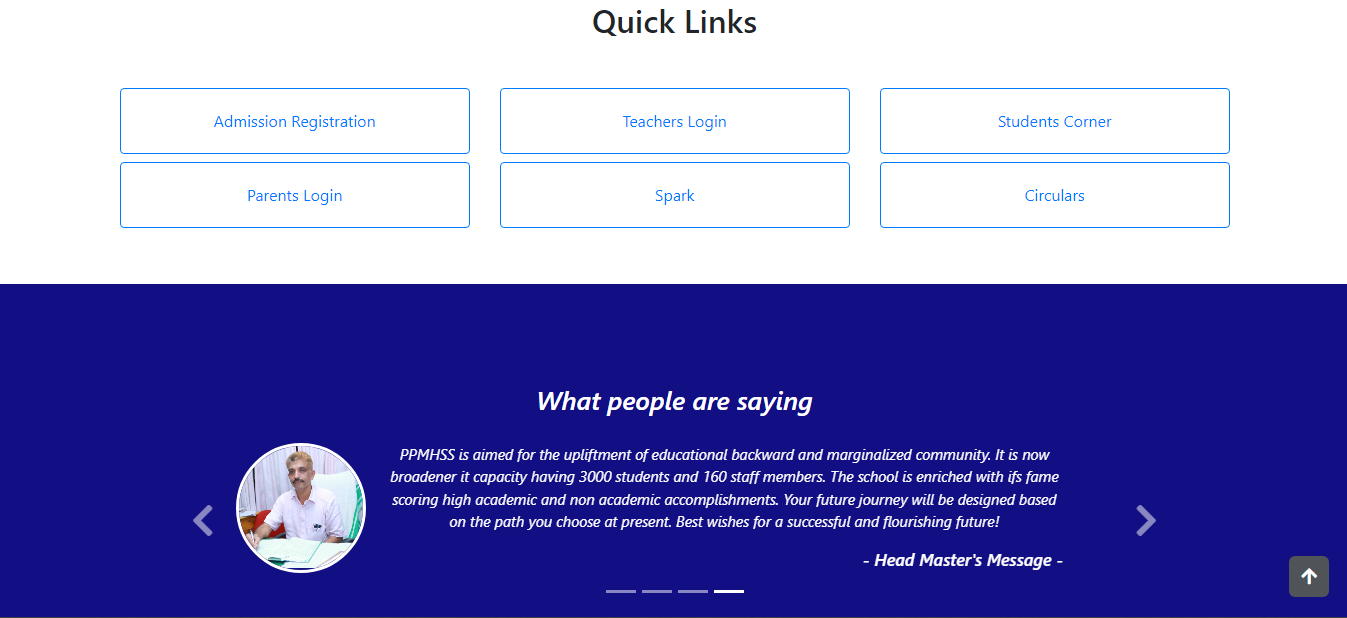 Quick Links
Admission Registration
Teachers Login
Students Corner
Parents Login
Spark
Circulars
What people are saying
PPMHSS is aimed for the upliftment of educational backward and marginalized community. It is now
broadener it capacity having 3000 students and 160 staff members. The school is enriched with ifs fame
scoring high academic and non academic accomplishments. Your future journey will be designed based
on the path you choose at present. Best wishes for a successful and flourishing future!
- Head Master's Message -